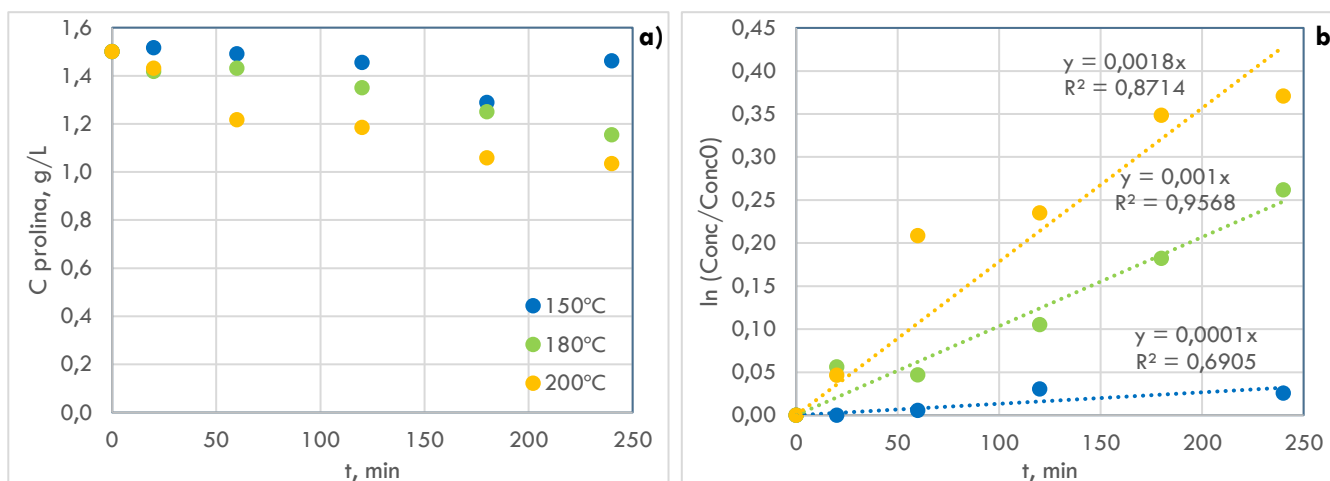 a)
C prolina, g/L
1,6
1,4
1,2
1,0
0,8
0,6
0,4
0,2
0,0
0 50 100 150 200 250
t, min
150°C
180°C
200°C
b
ln (Conc/Conc0)
0,45
0,40
0,35
0,30
0,25
0,20
0,15
0,10
0,05
0,00
0 50 100 150 200 250
t, min
y = 0,0018x
R² = 0,8714
y = 0,001x
R² = 0,9568
y = 0,0001x
R² = 0,6905